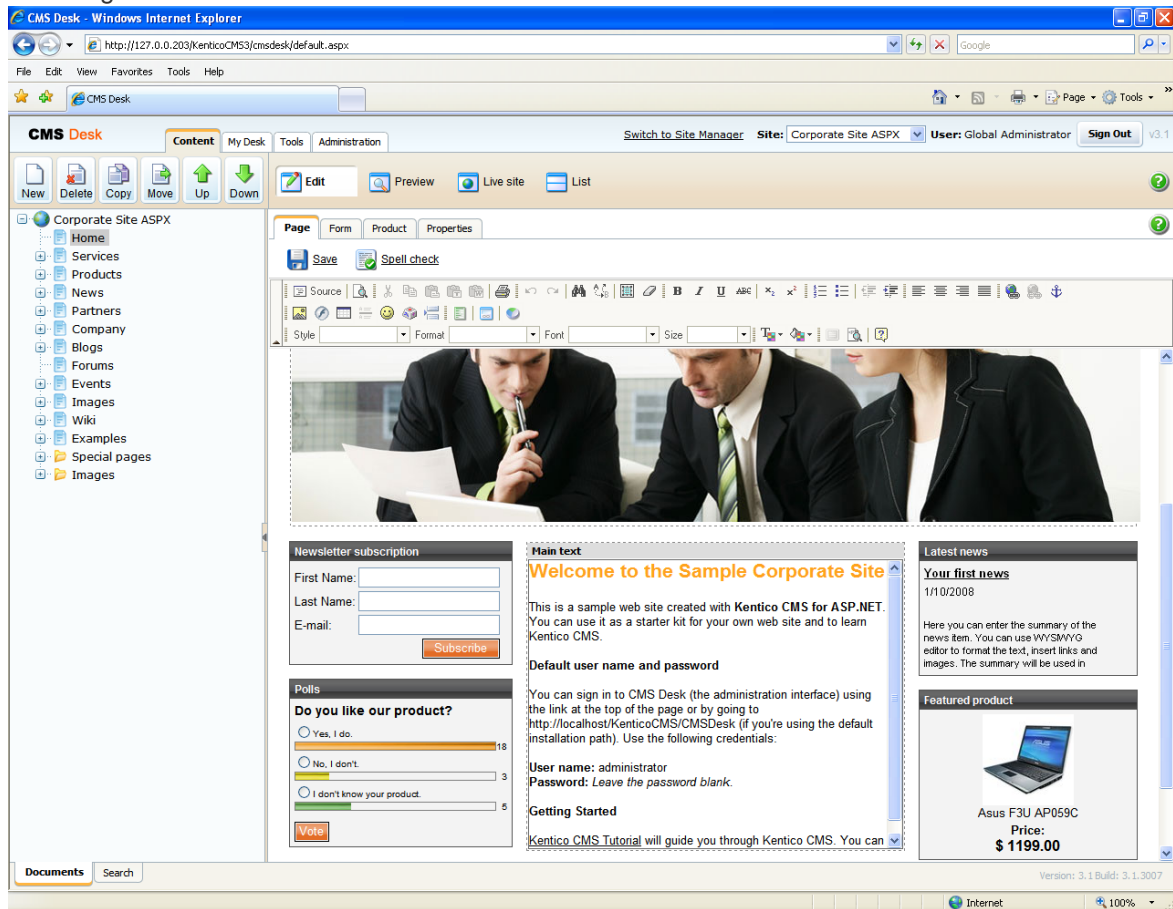 CMS Desk - Windows Internet Explorer
http://127.0.0.203/KenticoCMS3/cmsdesk/default.aspx
Google
File Edit View Favorites Tools Help
CMS Desk
Page Tools
CMS Desk
Content My Desk Tools Administration
Switch to Site Manager Site: Corporate Site ASPX User: Global Administrator Sign Out v3.1
New Delete Copy Move Up Down
Edit Preview Live site List
Corporate Site ASPX
Home
Services
Products
News
Partners
Company
Blogs
Forums
Events
Images
Wiki
Examples
Special pages
Images
Page Form Product Properties
Save Spell check
Source
Style Format Font Size
Newsletter subscription
First Name:
Last Name:
E-mail:
Subscribe
Polls
Do you like our product?
Yes, I do.
18
No, I don't.
3
I don't know your product.
5
Vote
Main text
Welcome to the Sample Corporate Site
This is a sample web site created with Kentico CMS for ASP.NET.
You can use it as a starter kit for your own web site and to learn
Kentico CMS.
Default user name and password
You can sign in to CMS Desk (the administration interface) using
the link at the top of the page or by going to
http://localhost/KenticoCMS/CMSDesk (if you're using the default
installation path). Use the following credentials:
User name: administrator
Password: Leave the password blank.
Getting Started
Kentico CMS Tutorial will guide you through Kentico CMS. You can
Latest news
Your first news
1/10/2008
Here you can enter the summary of the
news item. You can use WYSIWYG
editor to format the text, insert links and
images. The summary will be used in
Featured product
Asus F3U AP059C
Price:
$ 1199.00
Documents Search
Version: 3.1 Build: 3.1.3007
Internet 100%